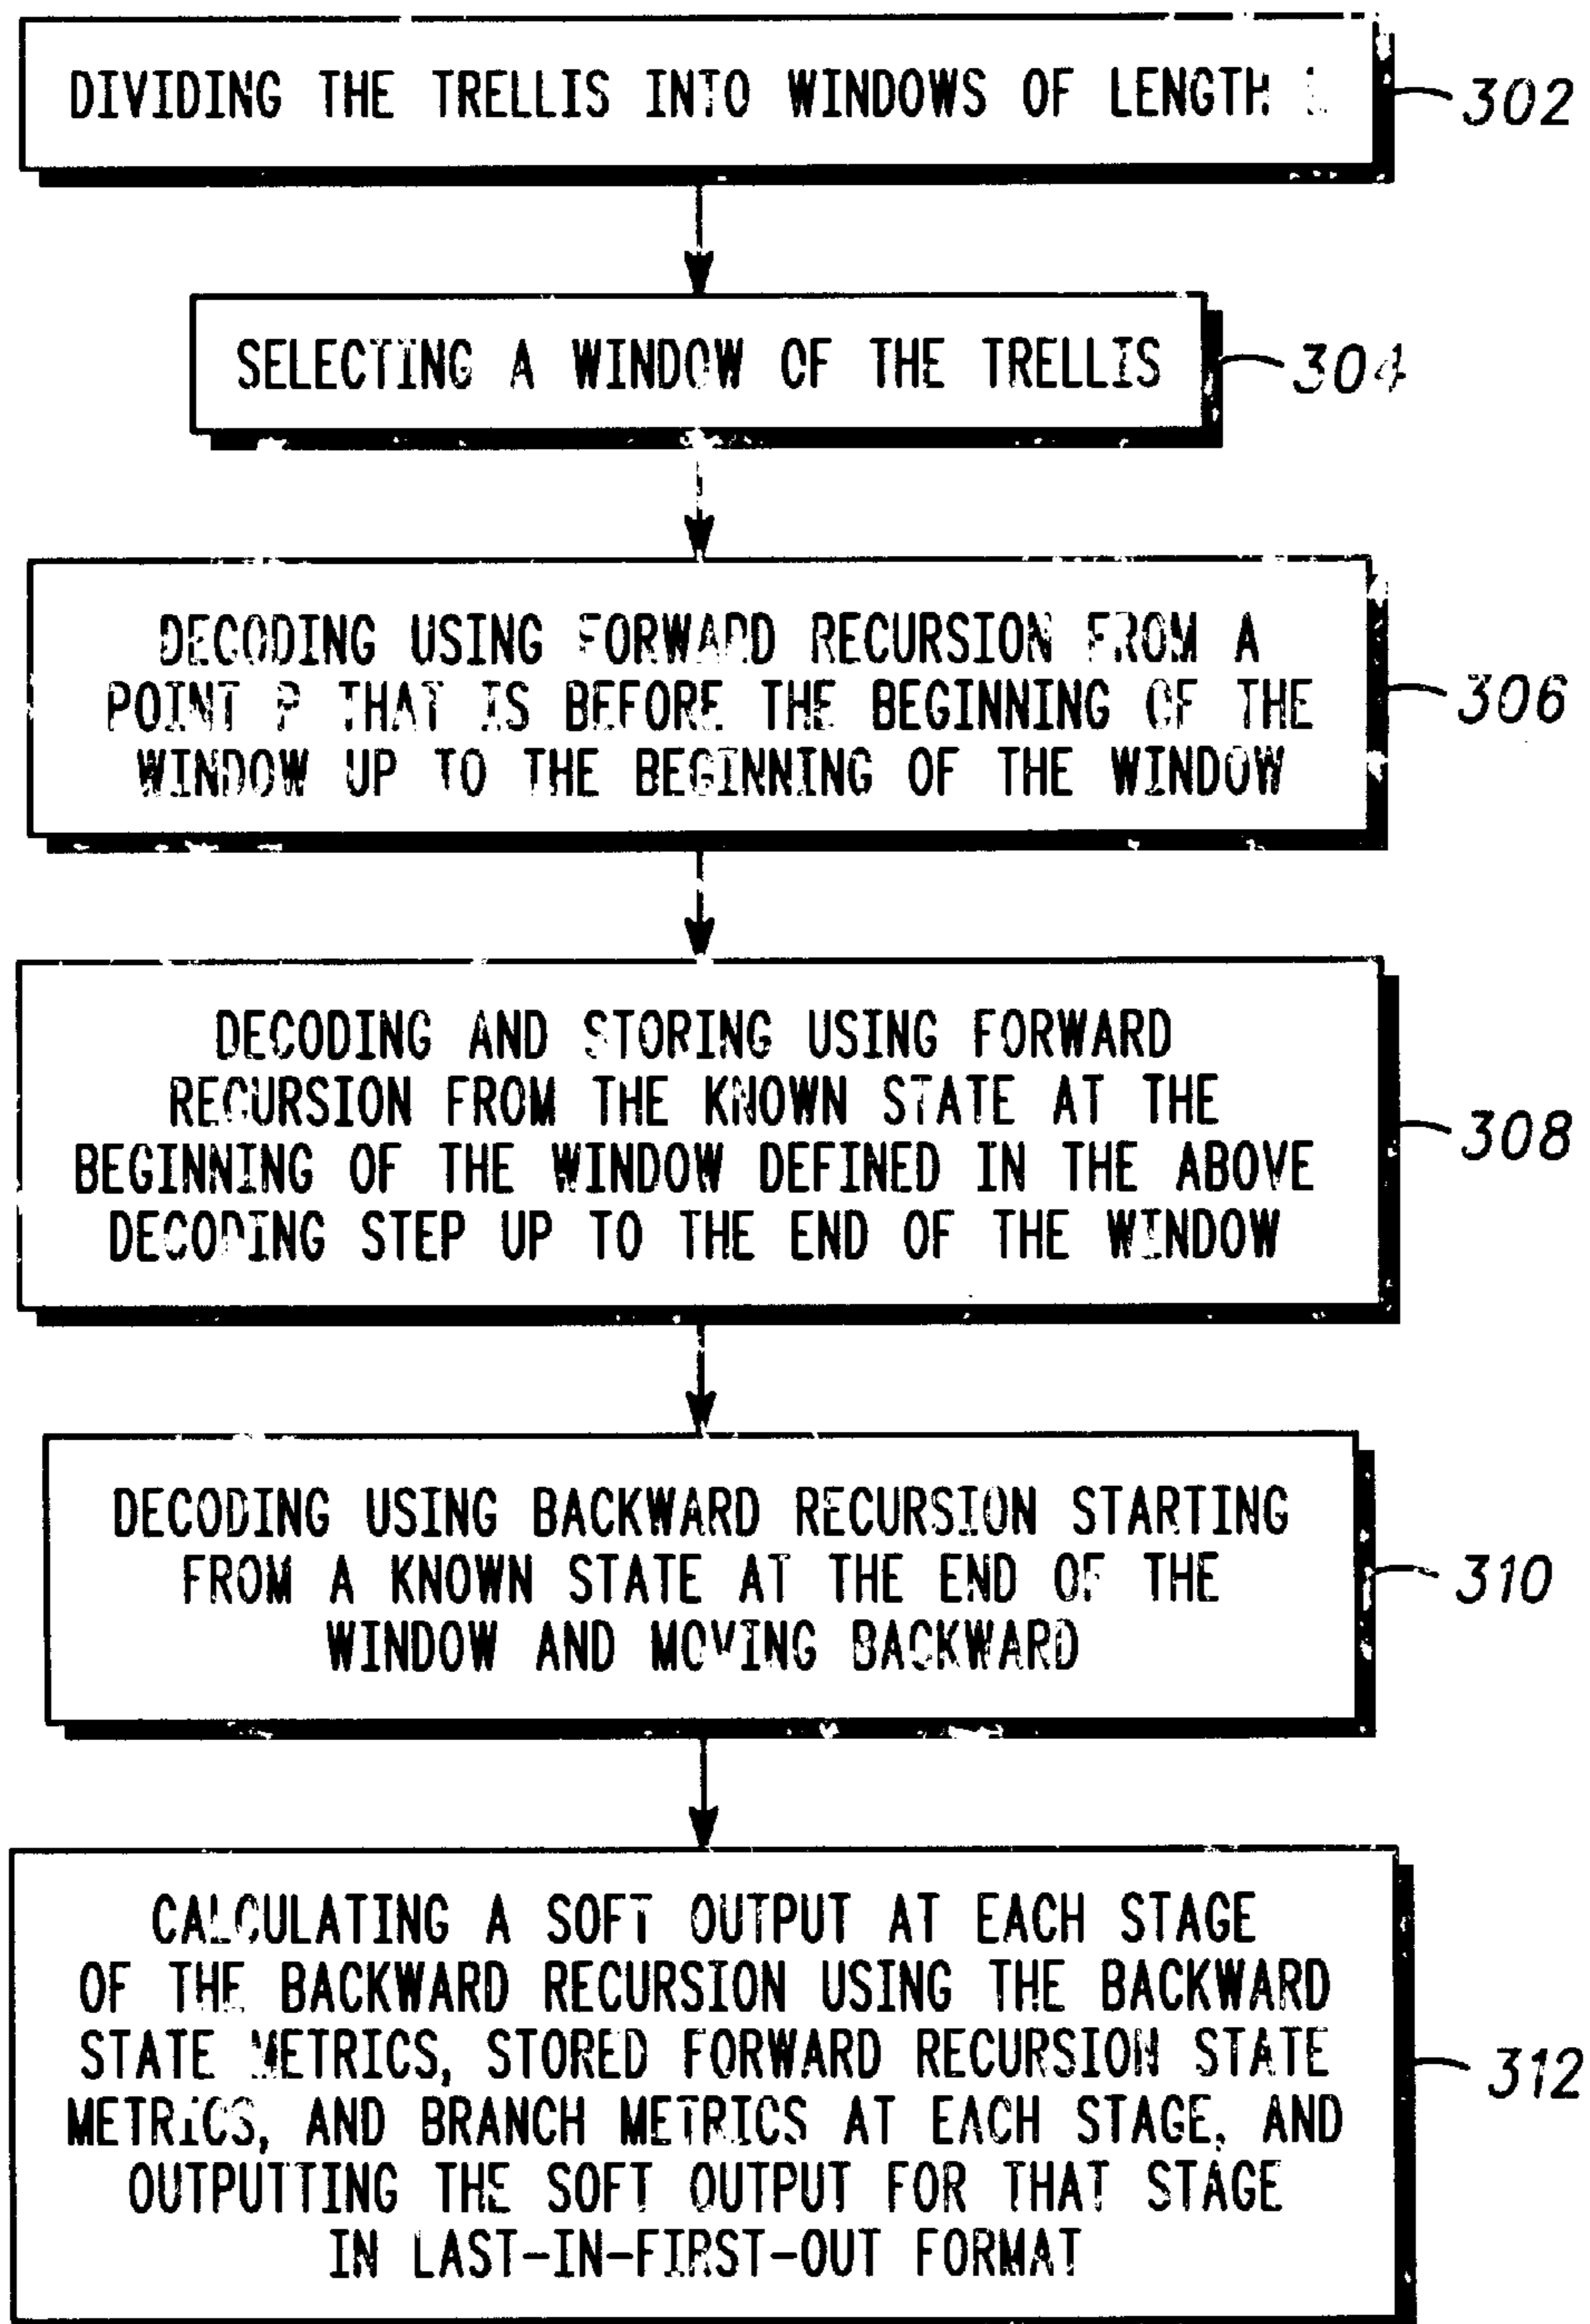 DIVIDING THE TRELLIS INTO WINDOWS OF LENGTH
302
SELECTING A WINDOW OF THE TRELLIS
304
DECODING USING FORWARD RECURSION FROM A
POINT P THAT IS BEFORE THE BEGINNING OF THE
WINDOW UP TO THE BEGINNING OF THE WINDOW
306
DECODING AND STORING USING FORWARD
RECURSION FROM THE KNOWN STATE AT THE
BEGINNING OF THE WINDOW DEFINED IN THE ABOVE
DECODING STEP UP TO THE END OF THE WINDOW
308
DECODING USING BACKWARD RECURSION STARTING
FROM A KNOWN STATE AT THE END OF THE
WINDOW AND MOVING BACKWARD
310
CALCULATING A SOFT OUTPUT AT EACH STAGE
OF THE BACKWARD RECURSION USING THE BACKWARD
STATE METRICS, STORED FORWARD RECURSION STATE
METRICS, AND BRANCH METRICS AT EACH STAGE, AND
OUTPUTTING THE SOFT OUTPUT FOR THAT STAGE
IN LAST-IN-FIRST-OUT FORMAT
312